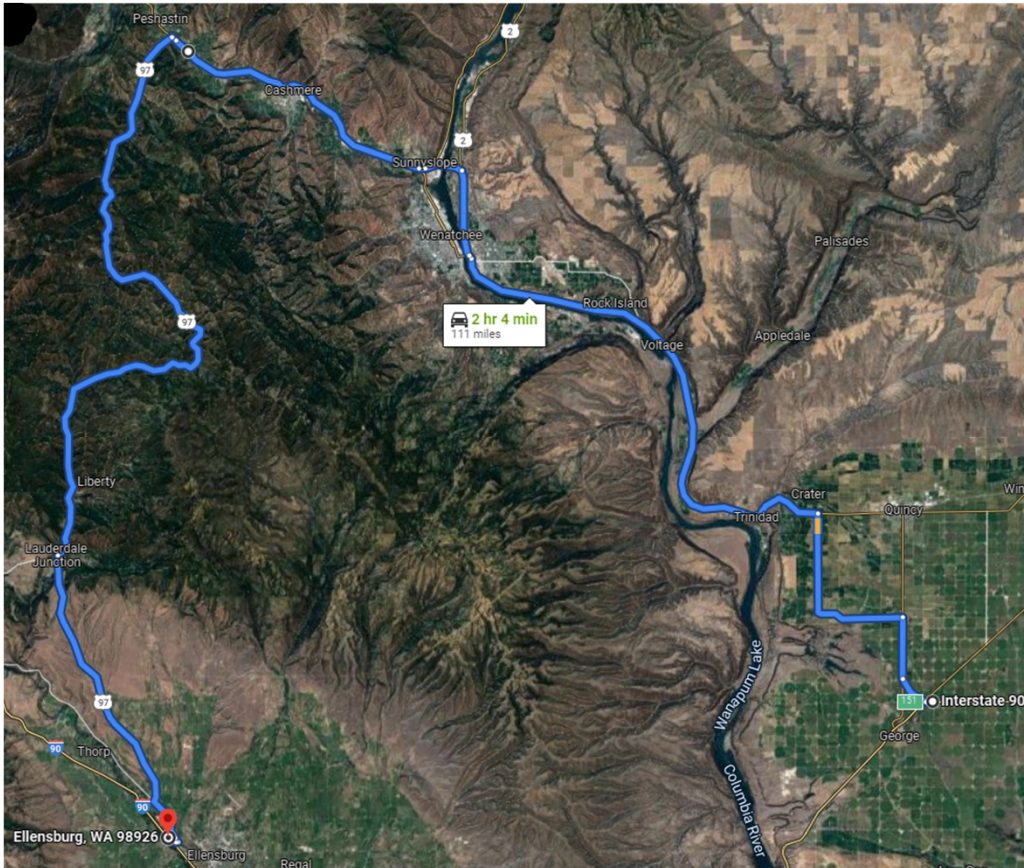 Peshastin
2
97
Cashmere
2
Sunnyslope
Wenatchee
Palisades
Rock Island
97
2 hr 4 min
111 miles
Voltage
Appledale
Liberty
Crater
Quincy
Win
Trinidad
Lauderdale
Junction
Wanapum Lake
97
151
Interstate 90
George
90
Thorp
Columbia River
90
Ellensburg, WA 98926
Ellensburg
Regal